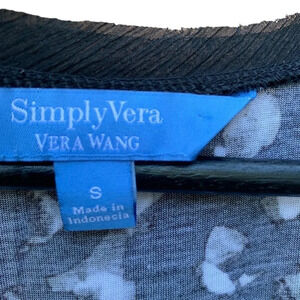 SimplyVera
VERA WANG
S
Made in
Indonesia